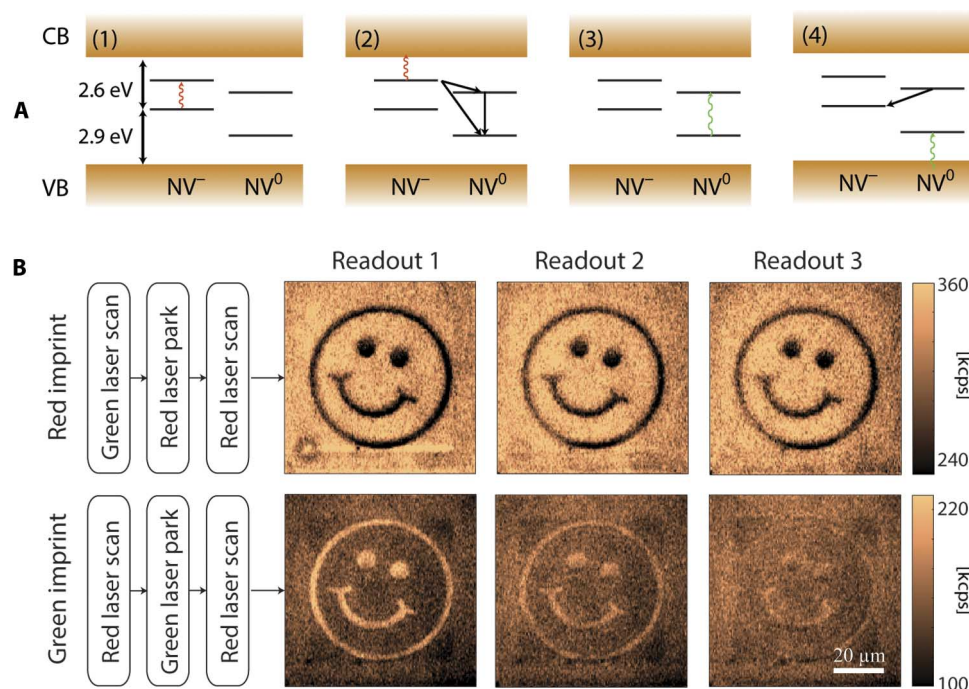 CB (1) (2) (3) (4)
A
2.6 eV
2.9 eV
VB NV⁻ NV⁰ NV⁻ NV⁰ NV⁻ NV⁰ NV⁻ NV⁰
B
Readout 1 Readout 2 Readout 3
Red imprint
Green laser scan
Red laser park
Red laser scan
360
[kcps]
240
Green imprint
Red laser scan
Green laser park
Red laser scan
20 µm
220
[kcps]
100